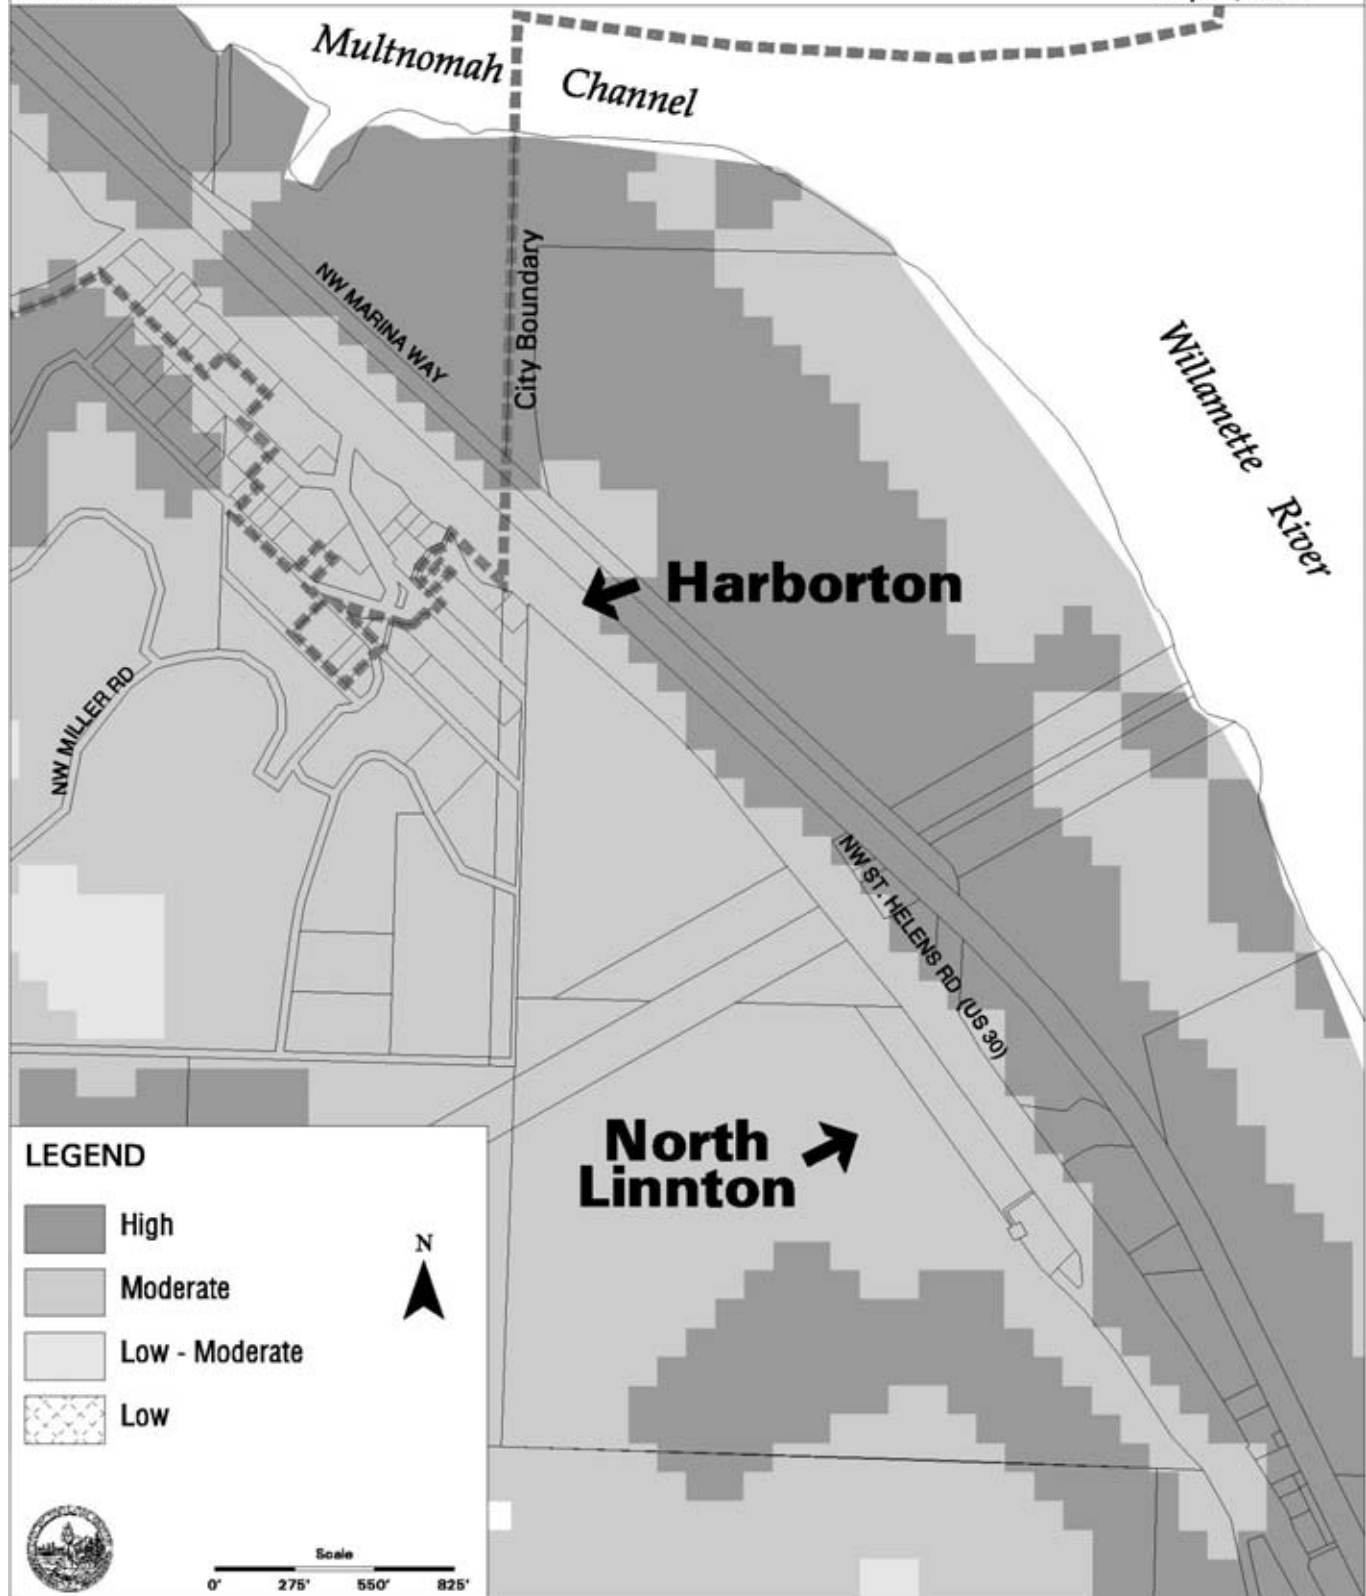 Multnomah
Channel
NW MARINA WAY
City Boundary
Willamette
River
Harborton
NW MILLER RD
NW ST. HELENS RD (US 30)
North
Linnton
LEGEND
High
Moderate
Low - Moderate
Low
N
Scale
0' 275' 550' 825'